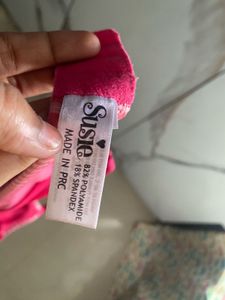 Susie
82% POLYAMIDE
18% SPANDEX
MADE IN PRC